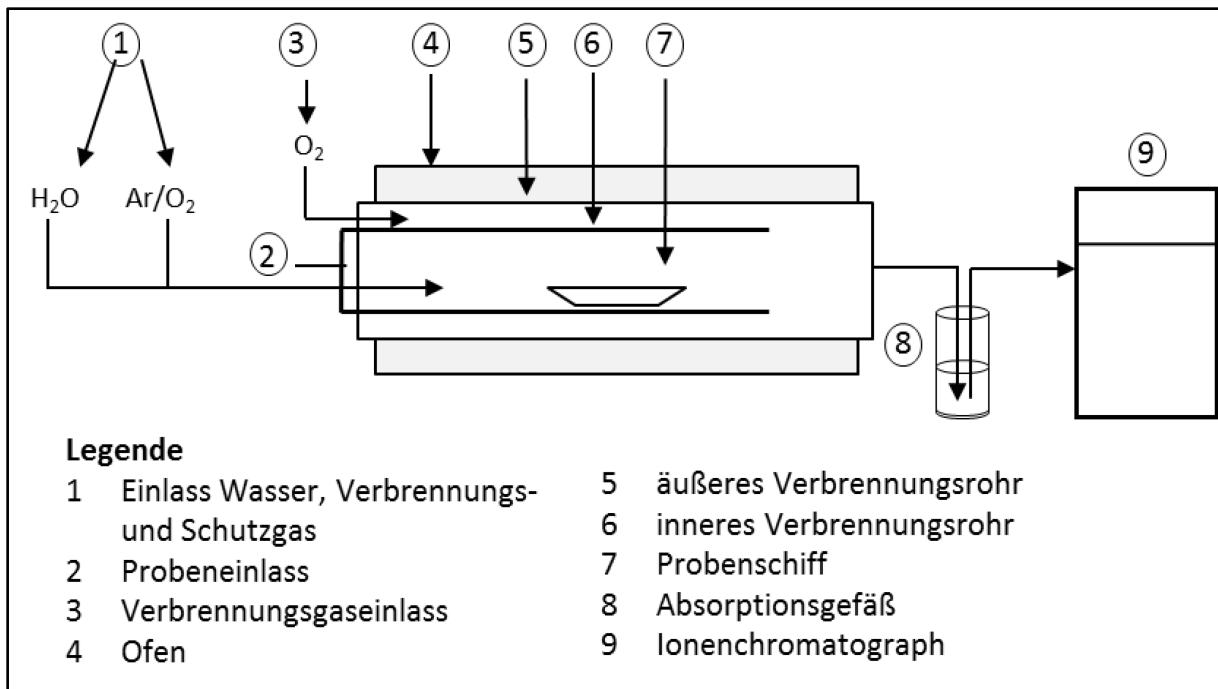 1 3 4 5 6 7
O₂
9
H₂O Ar/O₂
2
8
Legende
1 Einlass Wasser, Verbrennungs-
und Schutzgas
2 Probeneinlass
3 Verbrennungsgaseinlass
4 Ofen
5 äußeres Verbrennungsrohr
6 inneres Verbrennungsrohr
7 Probenschiff
8 Absorptionsgefäß
9 Ionenchromatograph